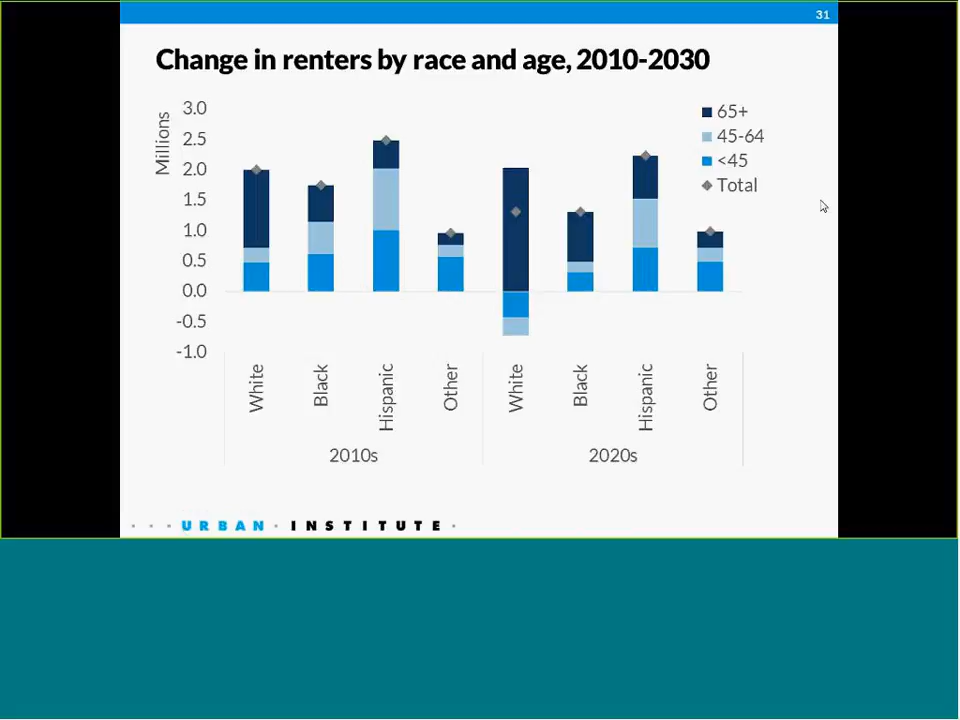 31
Change in renters by race and age, 2010-2030
Millions
3.0
2.5
2.0
1.5
1.0
0.5
0.0
-0.5
-1.0
65+
45-64
<45
Total
White
Black
Hispanic
Other
White
Black
Hispanic
Other
2010s
2020s
URBAN INSTITUTE